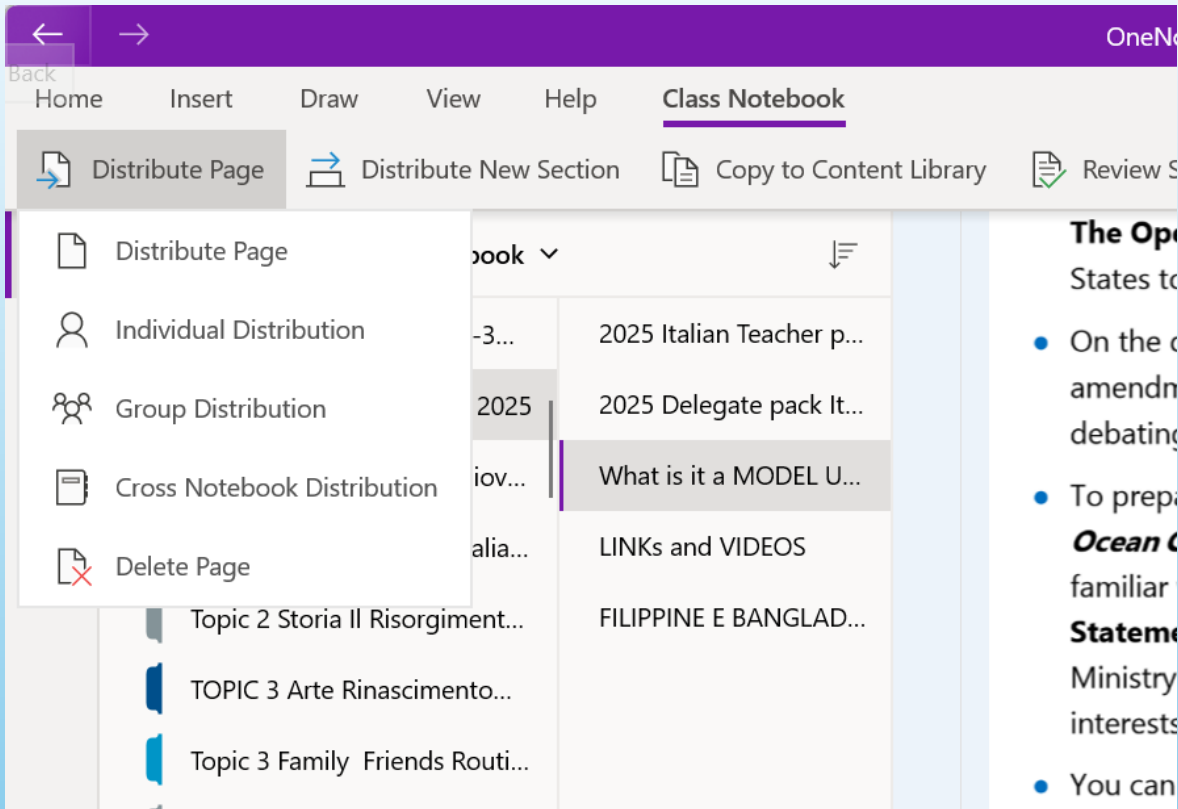 OneNo
Back
Home Insert Draw View Help Class Notebook
Distribute Page Distribute New Section Copy to Content Library Review S
Distribute Page
Individual Distribution
Group Distribution
Cross Notebook Distribution
Delete Page
book
-3...
2025
iov...
alia...
Topic 2 Storia Il Risorgiment...
TOPIC 3 Arte Rinascimento...
Topic 3 Family Friends Routi...
2025 Italian Teacher p...
2025 Delegate pack It...
What is it a MODEL U...
LINKs and VIDEOS
FILIPPINE E BANGLAD...
The Ope
States to
On the
amendm
debating
To prepa
Ocean
familiar
Stateme
Ministry
interests
You can